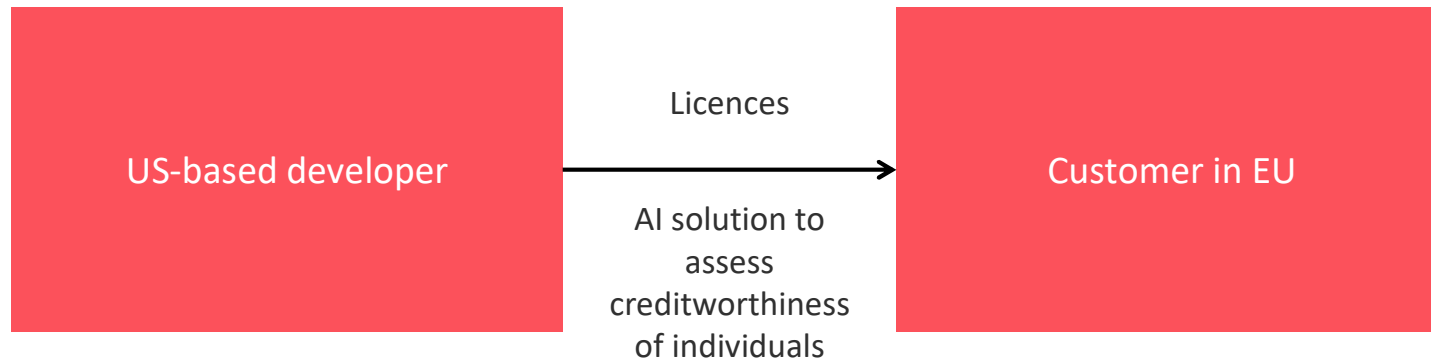 US-based developer
Licences
AI solution to
assess
creditworthiness
of individuals
Customer in EU